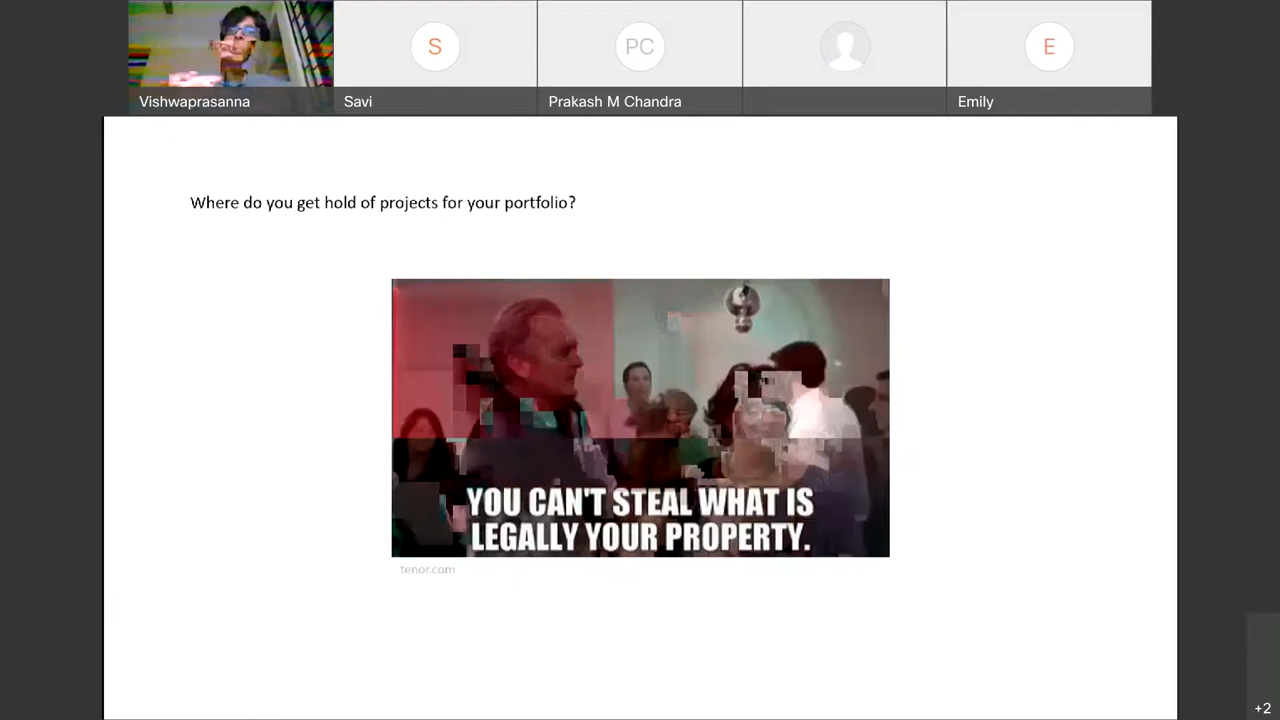 S
PC
E
Vishwaprasanna
Savi
Prakash M Chandra
Emily
Where do you get hold of projects for your portfolio?
YOU CAN'T STEAL WHAT IS
LEGALLY YOUR PROPERTY.
tenor.com
+2